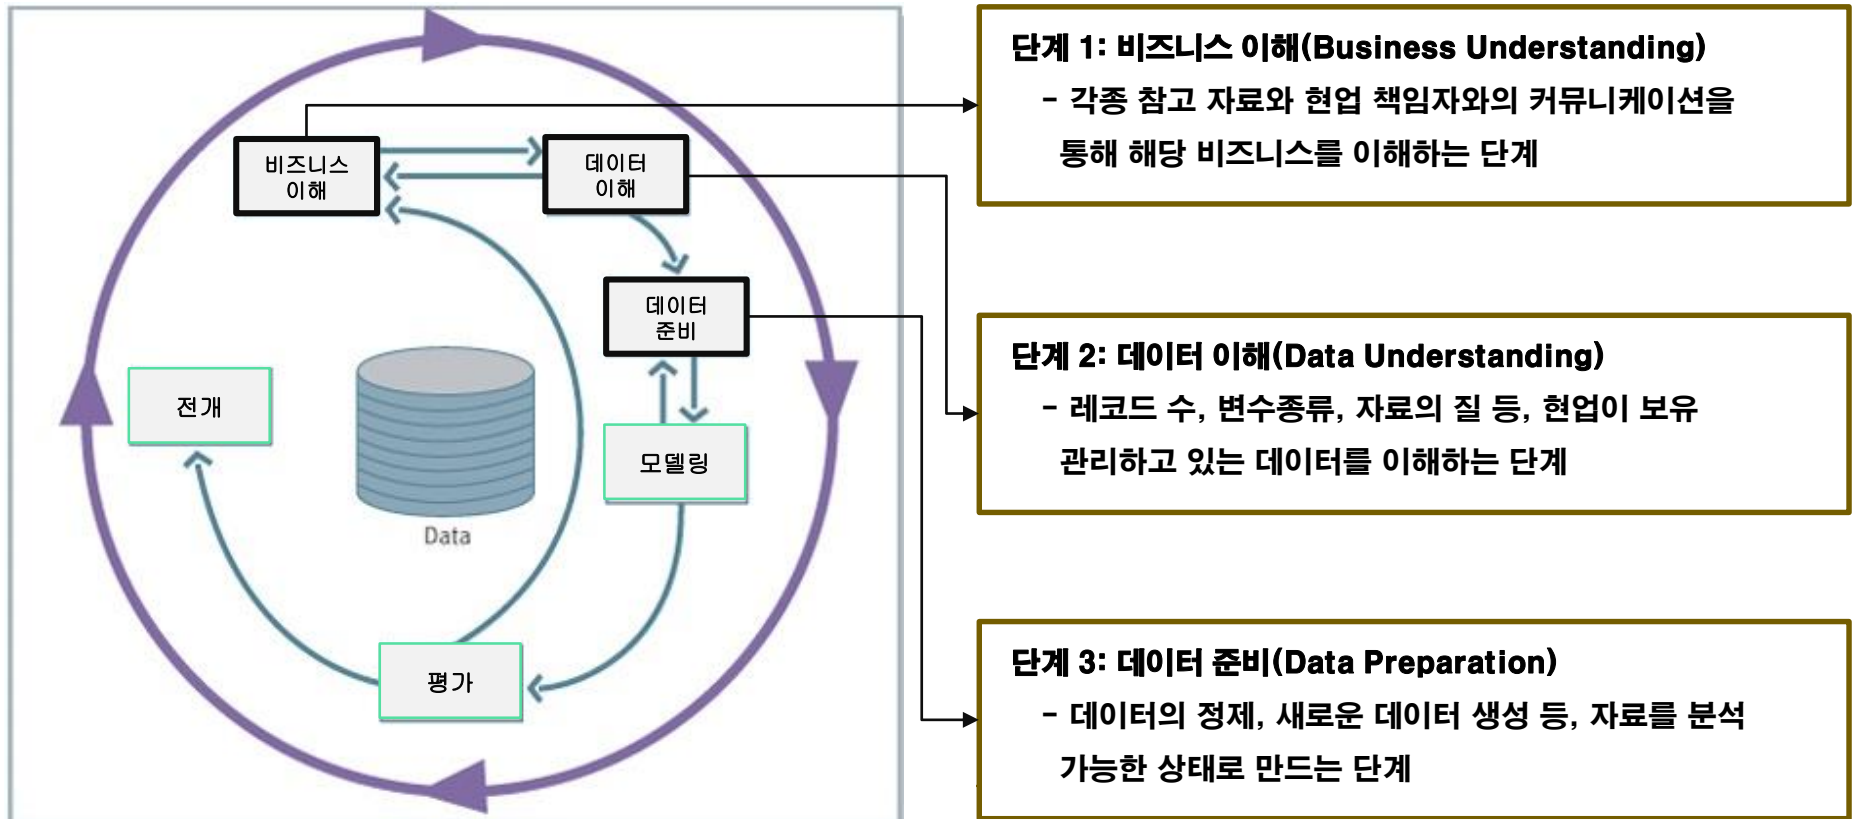 비즈니스
이해
데이터
이해
데이터
준비
전개
모델링
Data
평가
단계 1: 비즈니스 이해(Business Understanding)
- 각종 참고 자료와 현업 책임자와의 커뮤니케이션을
통해 해당 비즈니스를 이해하는 단계
단계 2: 데이터 이해(Data Understanding)
- 레코드 수, 변수종류, 자료의 질 등, 현업이 보유
관리하고 있는 데이터를 이해하는 단계
단계 3: 데이터 준비(Data Preparation)
- 데이터의 정제, 새로운 데이터 생성 등, 자료를 분석
가능한 상태로 만드는 단계